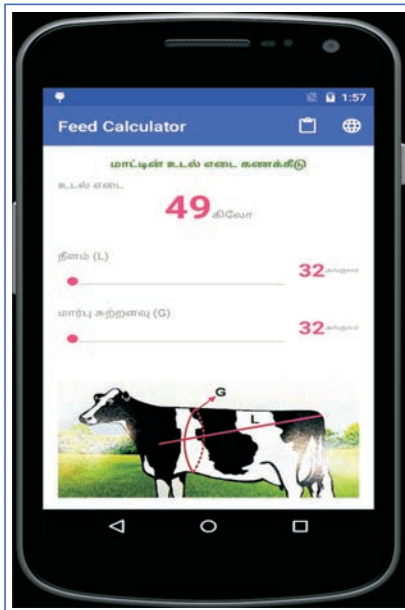 1:57
Feed Calculator
மாட்டின் உடல் எடை கணக்கீடு
உடல் எடை
49 கிலோ
நீளம் (L)
32 அங்குலம்
மார்பு சுற்றளவு (G)
32 அங்குலம்
G
L